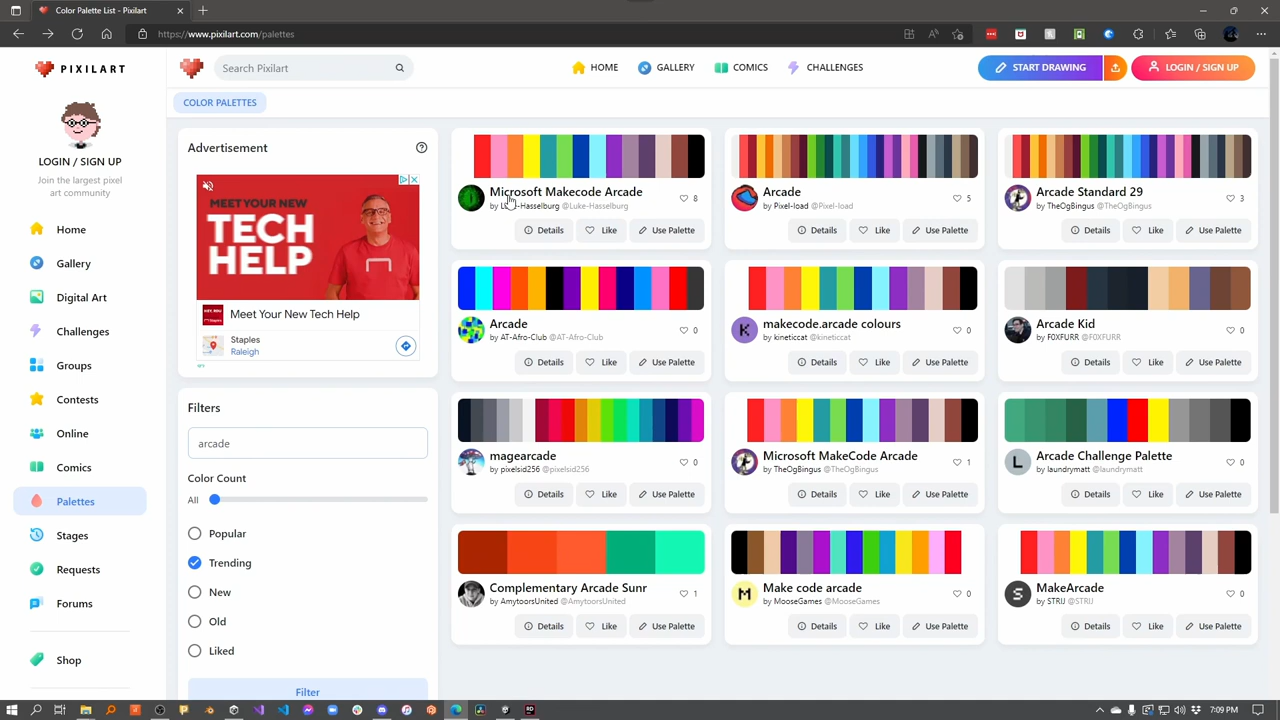 Color Palette List - Pixilart
https://www.pixilart.com/palettes
PIXILART
LOGIN / SIGN UP
Join the largest pixel
art community
Home
Gallery
Digital Art
Challenges
Groups
Contests
Online
Comics
Palettes
Stages
Requests
Forums
Shop
Search Pixilart
HOME
GALLERY
COMICS
CHALLENGES
START DRAWING
LOGIN / SIGN UP
COLOR PALETTES
Advertisement
MEET YOUR NEW
TECH
HELP
Meet Your New Tech Help
Staples
Raleigh
Filters
arcade
Color Count
All
Popular
Trending
New
Old
Liked
Filter
Microsoft Makecode Arcade
by Luke-Hasselburg @Luke-Hasselburg
8
Details Like Use Palette
Arcade
by Pixel-load @Pixel-load
5
Details Like Use Palette
Arcade Standard 29
by TheOgBingus @TheOgBingus
3
Details Like Use Palette
Arcade
by AT-Afro-Club @AT-Afro-Club
0
Details Like Use Palette
makecode.arcade colours
by kineticcat @kineticcat
0
Details Like Use Palette
Arcade Kid
by F0XFURR @F0XFURR
0
Details Like Use Palette
magearcade
by pixelsid256 @pixelsid256
0
Details Like Use Palette
Microsoft MakeCode Arcade
by TheOgBingus @TheOgBingus
1
Details Like Use Palette
L
Arcade Challenge Palette
by laundrymatt @laundrymatt
0
Details Like Use Palette
Complementary Arcade Sunr
by AmytoorsUnited @AmytoorsUnited
1
Details Like Use Palette
M
Make code arcade
by MooseGames @MooseGames
0
Details Like Use Palette
S
MakeArcade
by STRIJ @STRIJ
0
Details Like Use Palette
7:09 PM